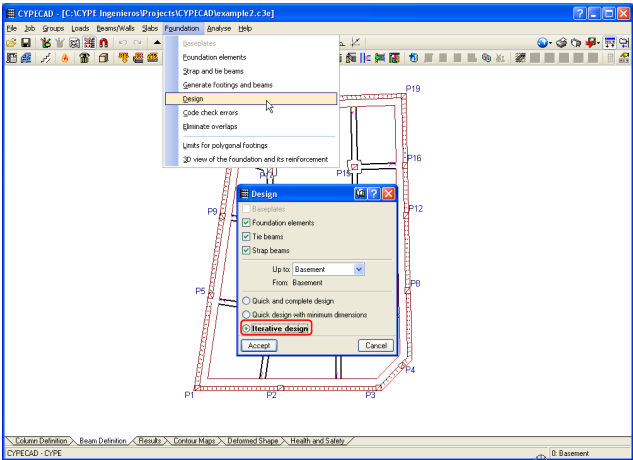 CYPECAD - [C:\CYPE Ingenieros\Projects\CYPECAD\example2.c3e]
File Job Groups Loads Beams/Walls Slabs Foundation Analyse Help
Baseplates
Foundation elements
Strap and tie beams
Generate footings and beams
Design
Code check errors
Eliminate overlaps
Limits for polygonal footings
3D view of the foundation and its reinforcement
P19
P15
P16
Design
Baseplates
P9
P12
Foundation elements
Tie beams
Strap beams
Up to: Basement
From: Basement
P5
P8
Quick and complete design
Quick design with minimum dimensions
Iterative design
Accept Cancel
P4
P1 P2 P3
Column Definition Beam Definition Results Contour Maps Deformed Shape Health and Safety
CYPECAD - CYPE 0: Basement